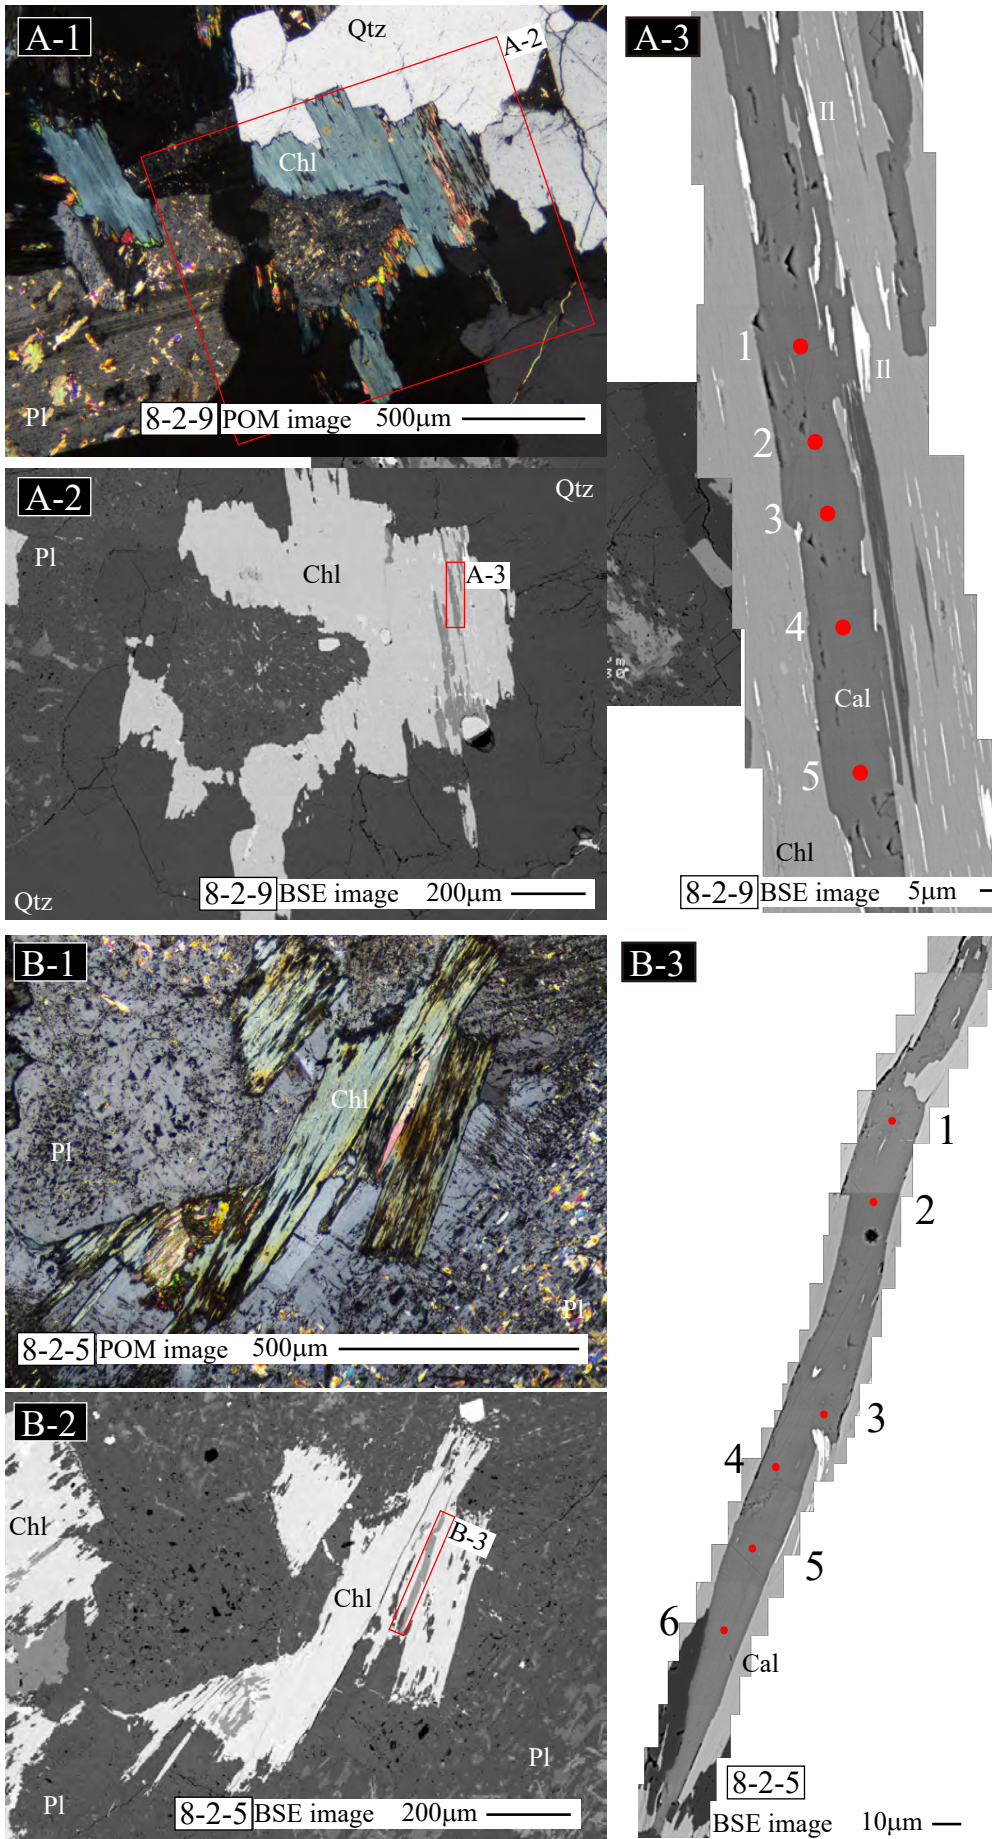 A-1
Qtz
A-2
Chl
Pl
8-2-9 POM image 500μm
A-2
Qtz
Pl
Chl
A-3
Qtz
8-2-9 BSE image 200μm
A-3
Il
Il
1
2
3
4
Cal
5
Chl
8-2-9 BSE image 5μm
B-1
Chl
Pl
Pl
8-2-5 POM image 500μm
B-2
Chl
B-3
Chl
Pl
Pl
8-2-5 BSE image 200μm
B-3
1
2
3
4
5
6
Cal
8-2-5
BSE image 10μm